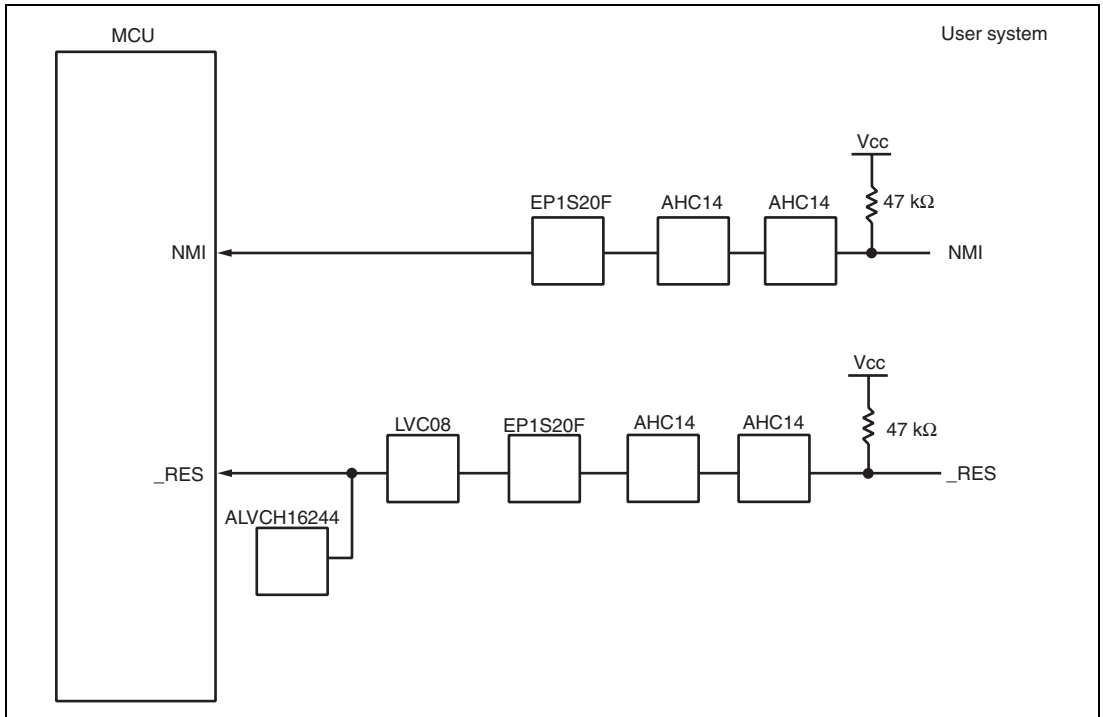 MCU
User system
Vcc
47 kΩ
EP1S20F
AHC14
AHC14
NMI
NMI
Vcc
47 kΩ
LVC08
EP1S20F
AHC14
AHC14
_RES
_RES
ALVCH16244